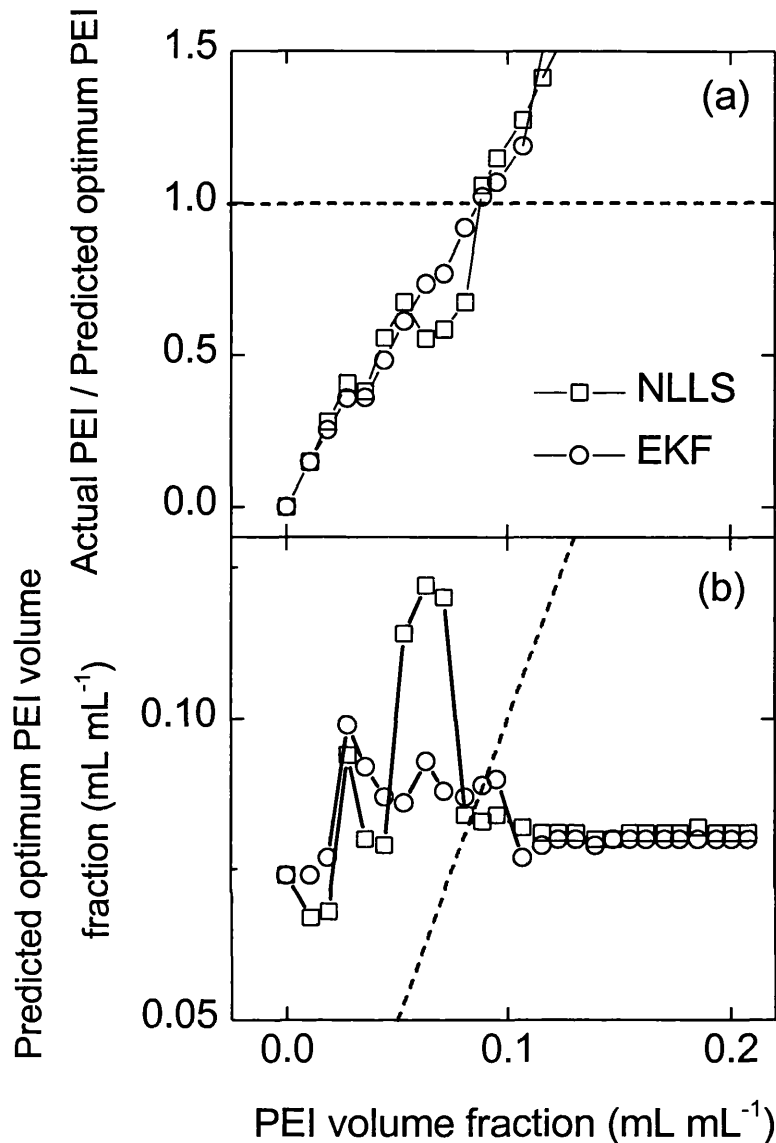 Actual PEI / Predicted optimum PEI
1.5
1.0
0.5
0.0
(a)
NLLS
EKF
Predicted optimum PEI volume
fraction (mL mL⁻¹)
0.10
0.05
(b)
0.0
0.1
0.2
PEI volume fraction (mL mL⁻¹)